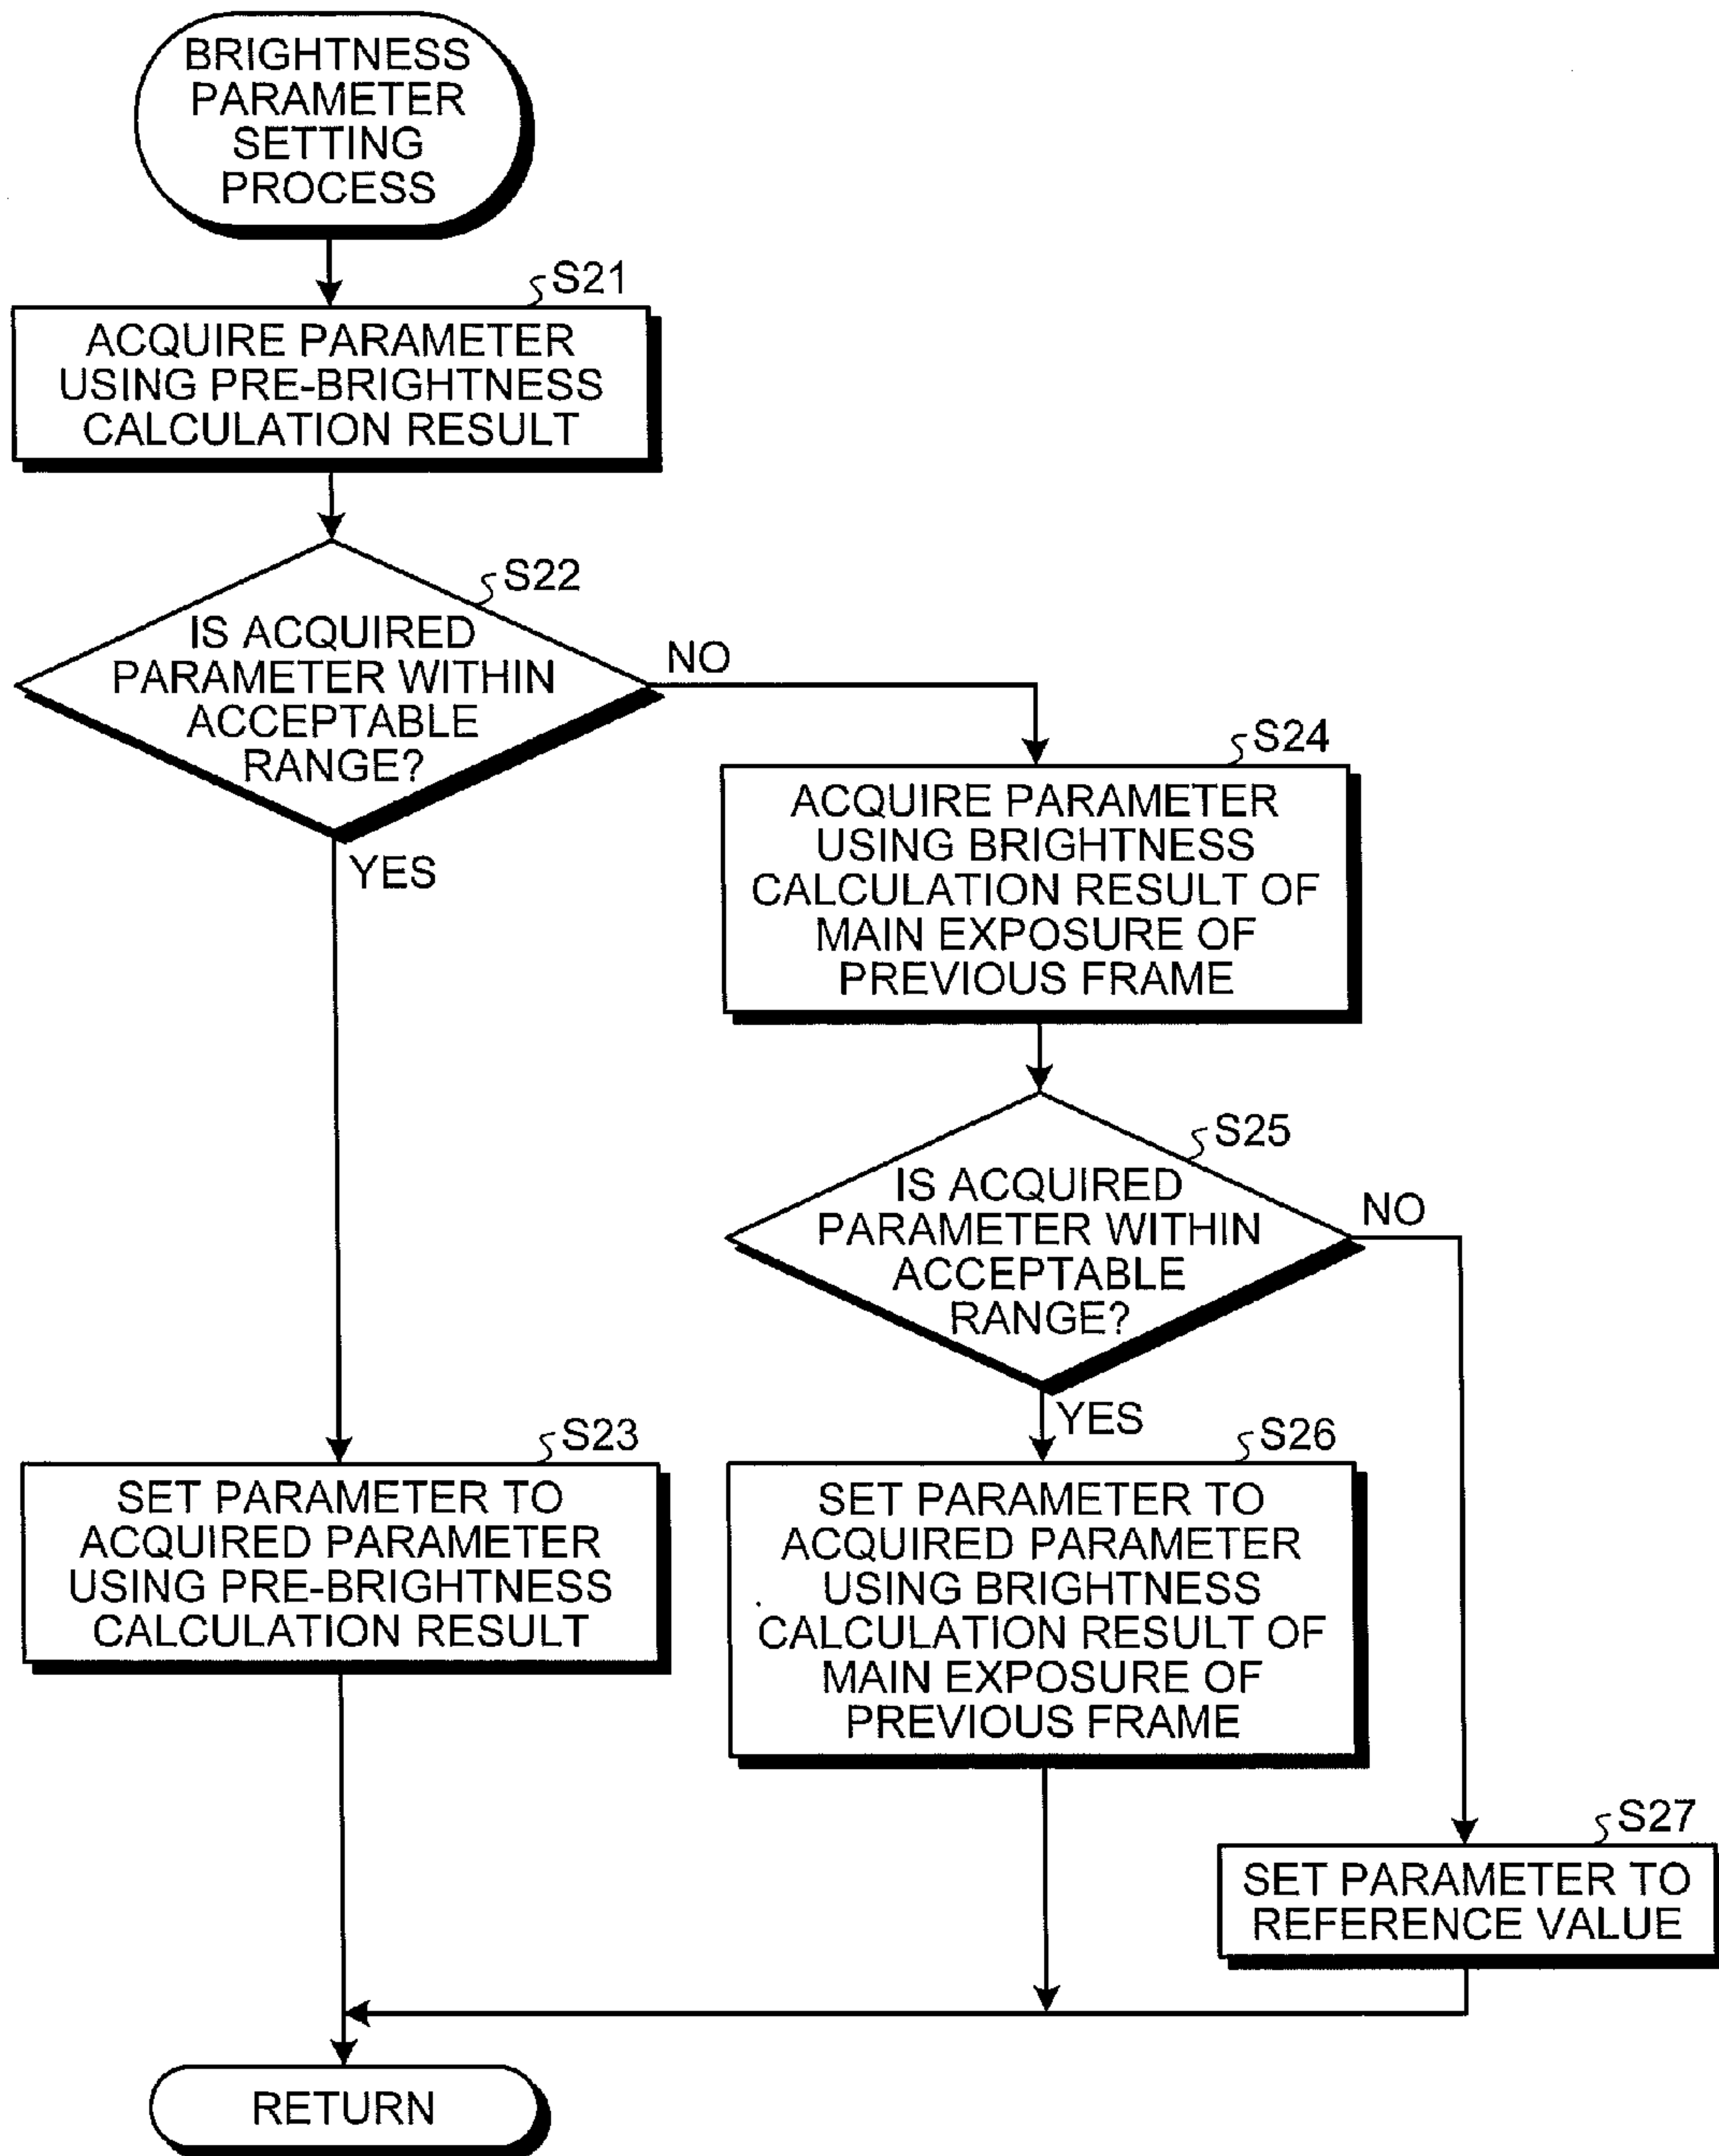 BRIGHTNESS
PARAMETER
SETTING
PROCESS
S21
ACQUIRE PARAMETER
USING PRE-BRIGHTNESS
CALCULATION RESULT
S22
IS ACQUIRED
PARAMETER WITHIN
ACCEPTABLE
RANGE?
NO
YES
S24
ACQUIRE PARAMETER
USING BRIGHTNESS
CALCULATION RESULT OF
MAIN EXPOSURE OF
PREVIOUS FRAME
S25
IS ACQUIRED
PARAMETER WITHIN
ACCEPTABLE
RANGE?
NO
YES
S23
SET PARAMETER TO
ACQUIRED PARAMETER
USING PRE-BRIGHTNESS
CALCULATION RESULT
S26
SET PARAMETER TO
ACQUIRED PARAMETER
USING BRIGHTNESS
CALCULATION RESULT OF
MAIN EXPOSURE OF
PREVIOUS FRAME
S27
SET PARAMETER TO
REFERENCE VALUE
RETURN